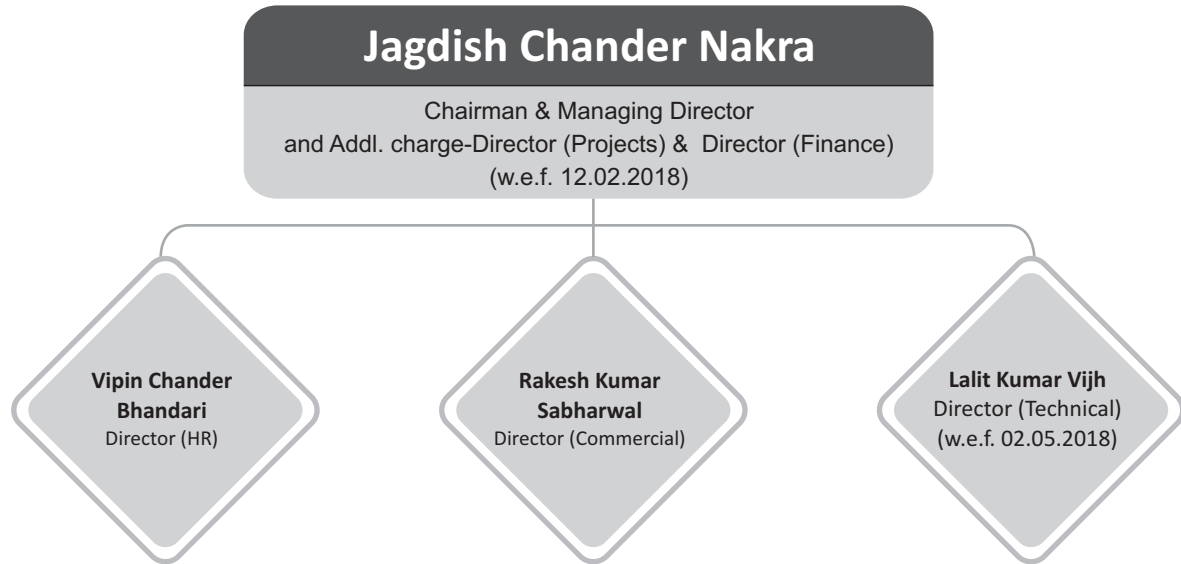 Jagdish Chander Nakra
Chairman & Managing Director
and Addl. charge-Director (Projects) & Director (Finance)
(w.e.f. 12.02.2018)
Vipin Chander
Bhandari
Director (HR)
Rakesh Kumar
Sabharwal
Director (Commercial)
Lalit Kumar Vijh
Director (Technical)
(w.e.f. 02.05.2018)